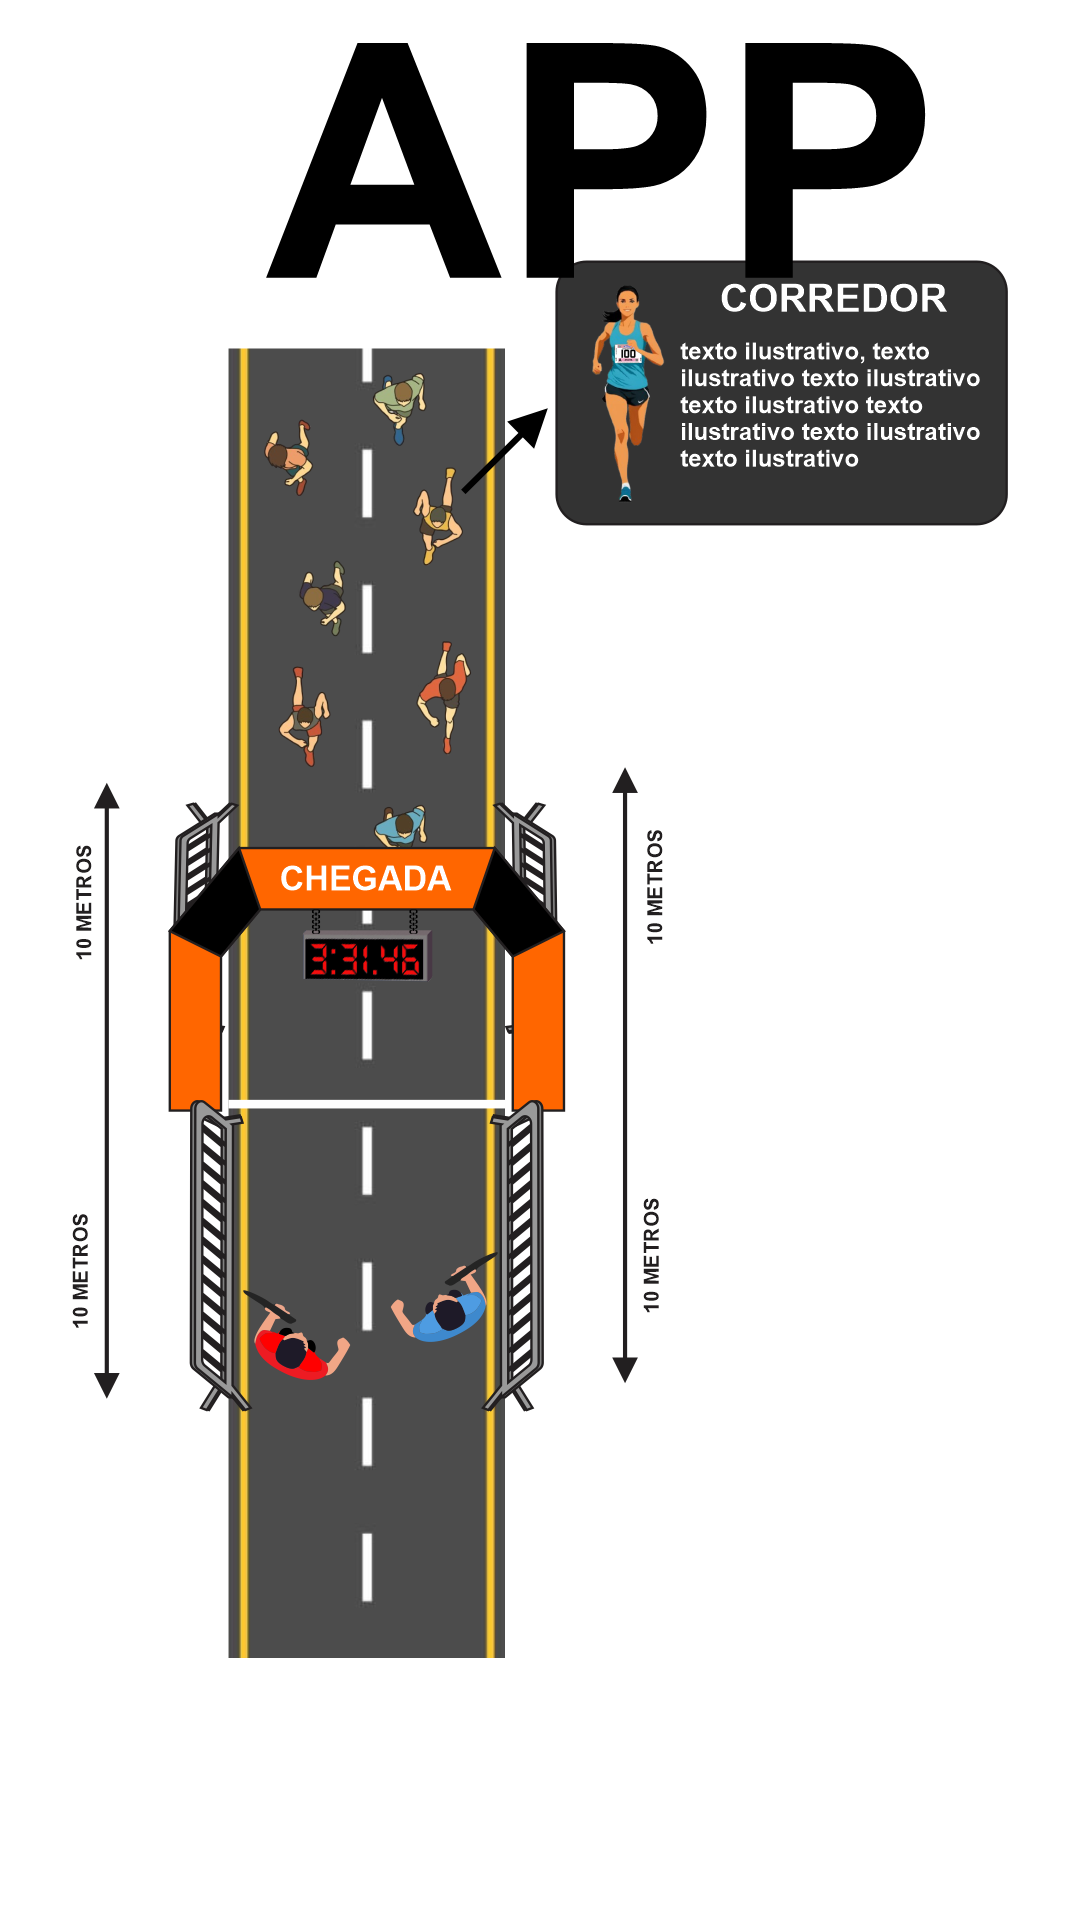 APP
CORREDOR
100
texto ilustrativo, texto
ilustrativo texto ilustrativo
texto ilustrativo texto
ilustrativo texto ilustrativo
texto ilustrativo
10 METROS
10 METROS
CHEGADA
3:31.46
10 METROS
10 METROS